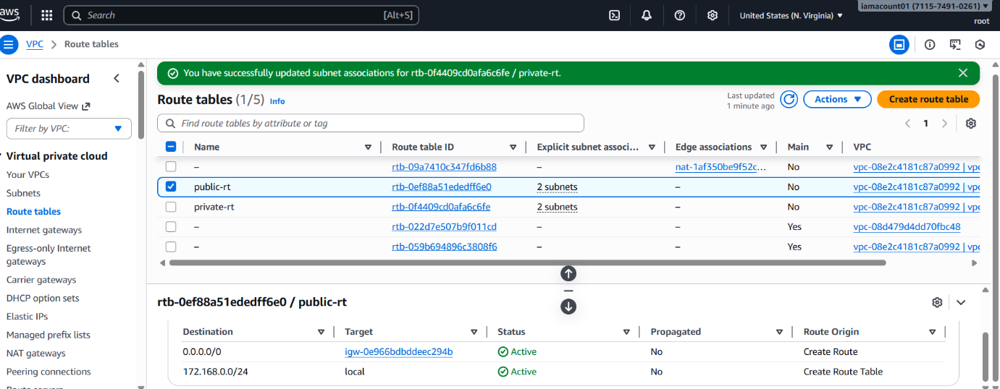 aws
Search [Alt+S]
United States (N. Virginia)
iamacount01 (7115-7491-0261)
root
VPC > Route tables
VPC dashboard
AWS Global View
Filter by VPC:
Virtual private cloud
Your VPCs
Subnets
Route tables
Internet gateways
Egress-only Internet
gateways
Carrier gateways
DHCP option sets
Elastic IPs
Managed prefix lists
NAT gateways
Peering connections
You have successfully updated subnet associations for rtb-0f4409cd0afa6c6fe / private-rt.
Route tables (1/5) Info
Last updated
1 minute ago
Actions
Create route table
Find route tables by attribute or tag
1
Name Route table ID Explicit subnet associ... Edge associations Main VPC
– rtb-09a7410c347fd6b88 – nat-1af350be9f52c... No vpc-08e2c4181c87a0992 | vpc
public-rt rtb-0ef88a51ededff6e0 2 subnets – No vpc-08e2c4181c87a0992 | vpc
private-rt rtb-0f4409cd0afa6c6fe 2 subnets – No vpc-08e2c4181c87a0992 | vpc
– rtb-022d7e507b9f011cd – – Yes vpc-08d479d4dd70fbc48
– rtb-059b694896c3808f6 – – Yes vpc-08e2c4181c87a0992 | vpc
rtb-0ef88a51ededff6e0 / public-rt
Destination Target Status Propagated Route Origin
0.0.0.0/0 igw-0e966bdbddeec294b Active No Create Route
172.168.0.0/24 local Active No Create Route Table